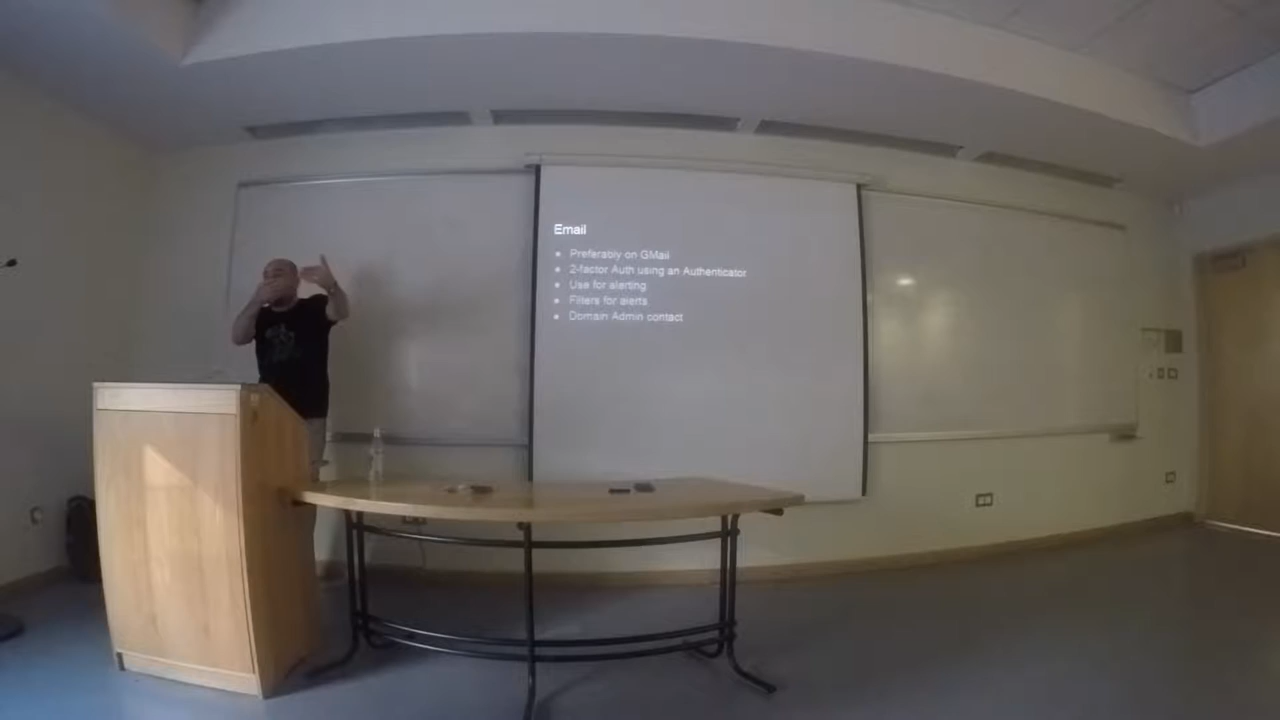 Email
Preferably on GMail
2-factor Auth using an Authenticator
Use for alerting
Filters for alerts
Domain Admin contact